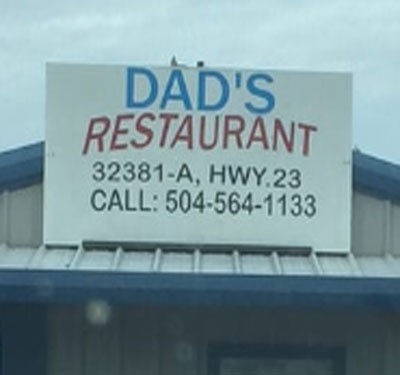 DAD'S
RESTAURANT
32381-A, HWY.23
CALL: 504-564-1133